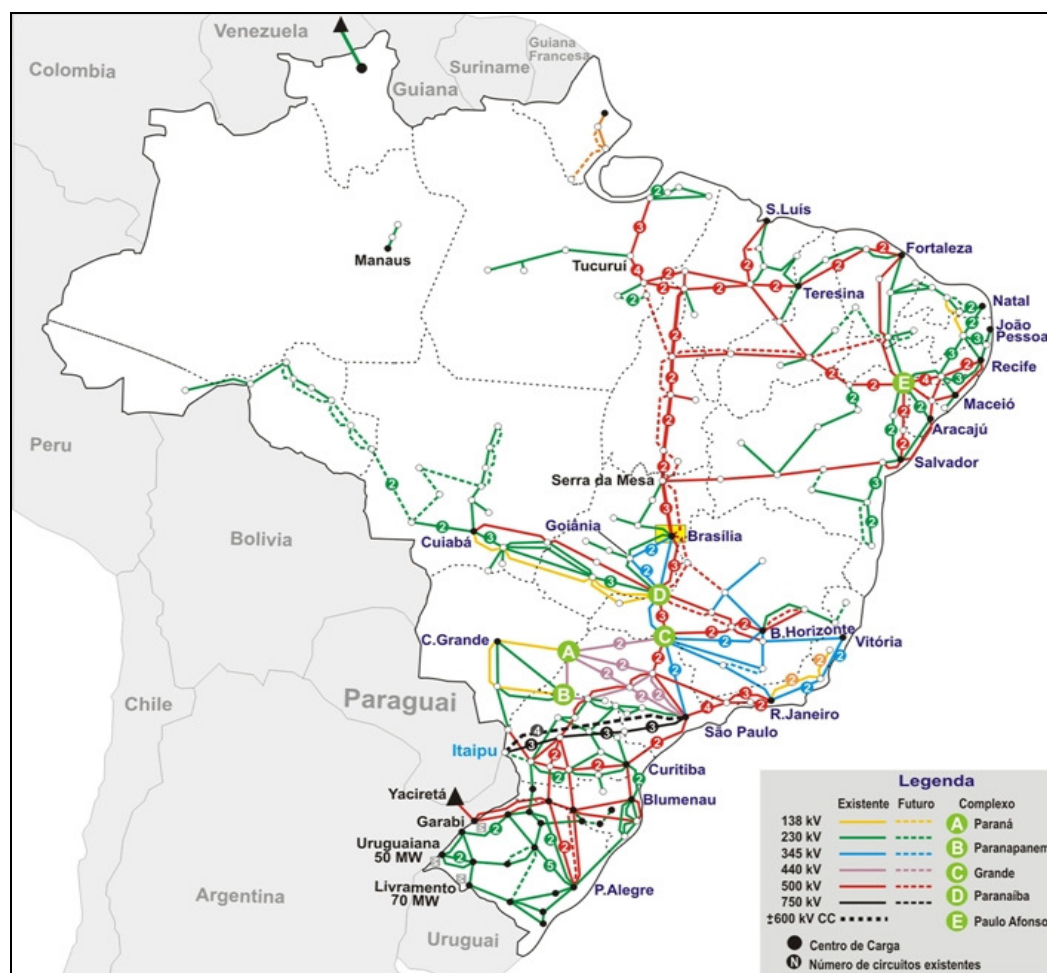 Venezuela
Guiana
Francesa
Colombia
Suriname
Guiana
S.Luís
Fortaleza
Manaus
Tucuruí
Teresina
Natal
João
Pessoa
Recife
Maceió
Aracajú
Salvador
Peru
Serra da Mesa
Goiânia
Brasília
Cuiabá
Bolívia
B.Horizonte
Vitória
C.Grande
Chile
Paraguai
R.Janeiro
São Paulo
Itaipu
Curitiba
Yaciretá
Blumenau
Garabi
Uruguaiana
50 MW
Livramento
70 MW
P.Alegre
Argentina
Uruguai
A
B
C
D
E
Legenda
Existente Futuro Complexo
138 kV A Paraná
230 kV B Paranapanem
345 kV C Grande
440 kV D Paranaíba
500 kV E Paulo Afonso
750 kV
±600 kV CC
Centro de Carga
N Número de circuitos existentes